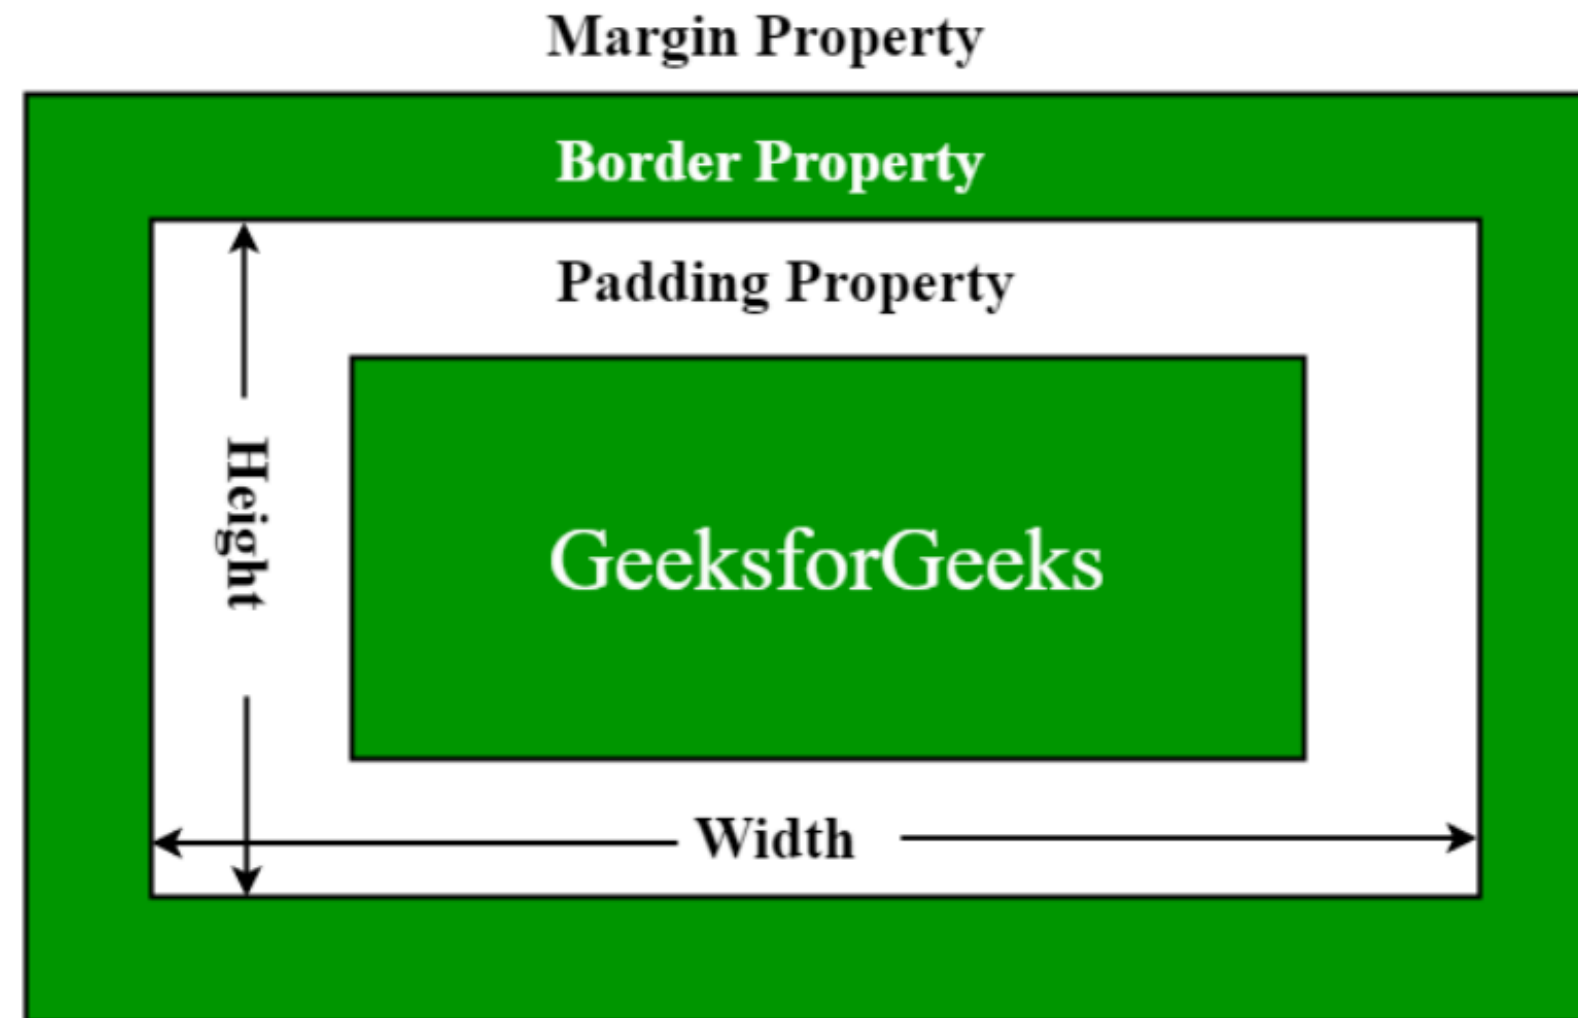 Margin Property
Border Property
Padding Property
Height
GeeksforGeeks
Width